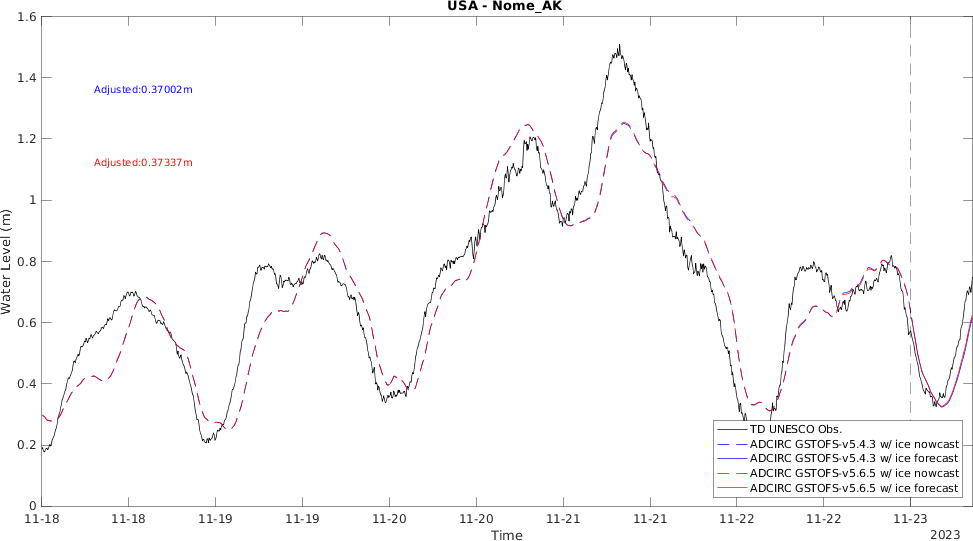 USA - Nome_AK
1.6
1.4
1.2
1
0.8
0.6
0.4
0.2
0
Water Level (m)
Adjusted:0.37002m
Adjusted:0.37337m
TD UNESCO Obs.
ADCIRC GSTOFS-v5.4.3 w/ ice nowcast
ADCIRC GSTOFS-v5.4.3 w/ ice forecast
ADCIRC GSTOFS-v5.6.5 w/ ice nowcast
ADCIRC GSTOFS-v5.6.5 w/ ice forecast
11-18 11-18 11-19 11-19 11-20 11-20 11-21 11-21 11-22 11-22 11-23
Time
2023